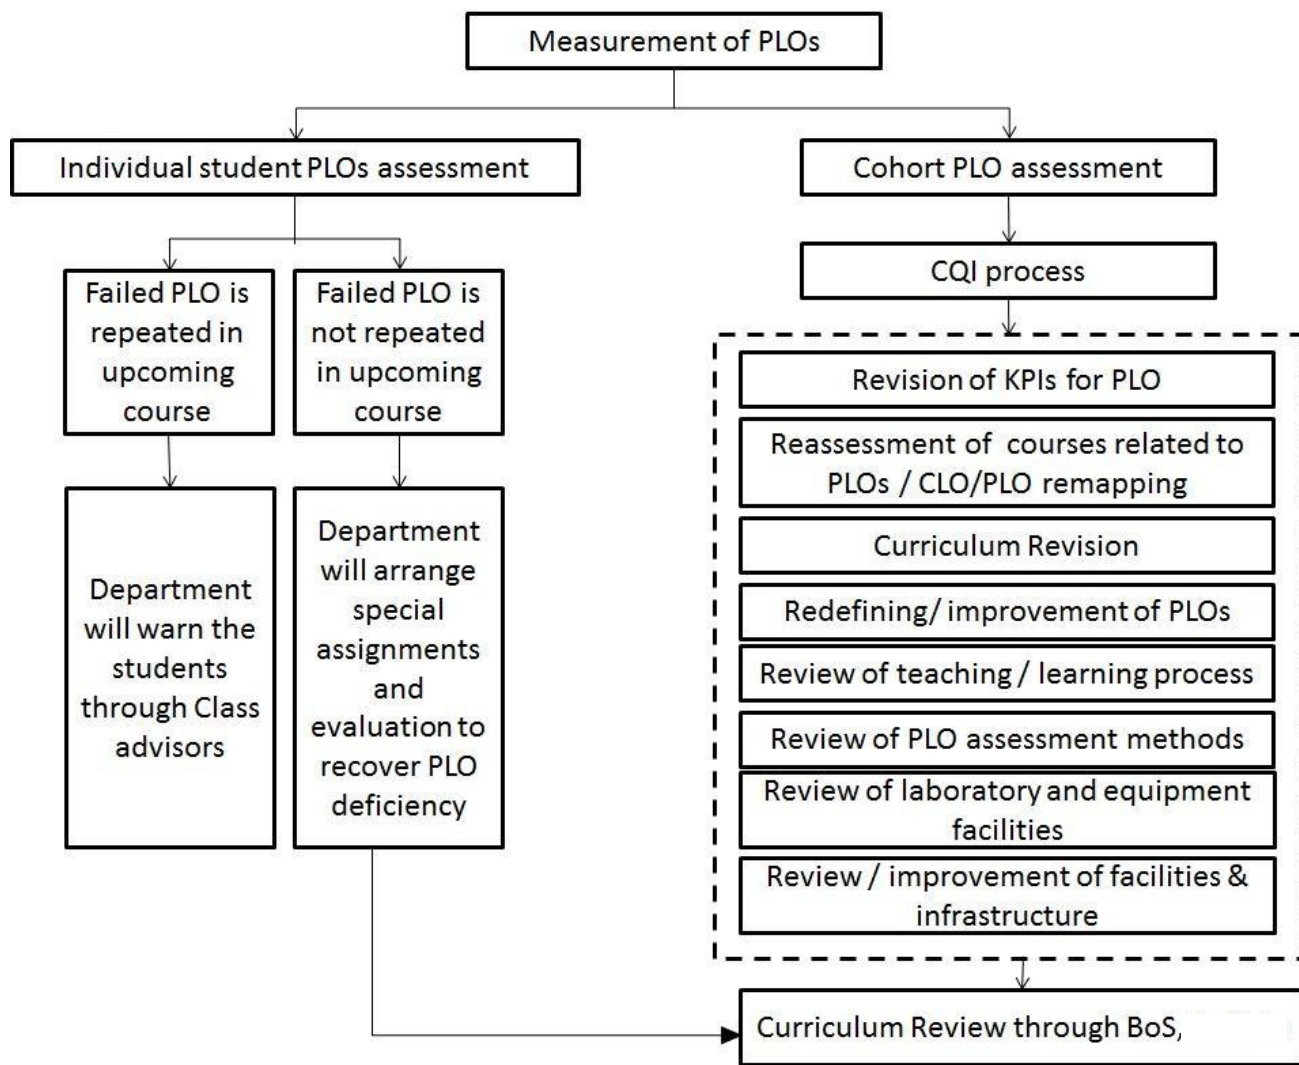 Measurement of PLOs
Individual student PLOs assessment
Cohort PLO assessment
CQI process
Failed PLO is
repeated in
upcoming
course
Failed PLO is
not repeated
in upcoming
course
Department
will warn the
students
through Class
advisors
Department
will arrange
special
assignments
and
evaluation to
recover PLO
deficiency
Revision of KPIs for PLO
Reassessment of courses related to
PLOs / CLO/PLO remapping
Curriculum Revision
Redefining/ improvement of PLOs
Review of teaching / learning process
Review of PLO assessment methods
Review of laboratory and equipment
facilities
Review / improvement of facilities &
infrastructure
Curriculum Review through BoS,